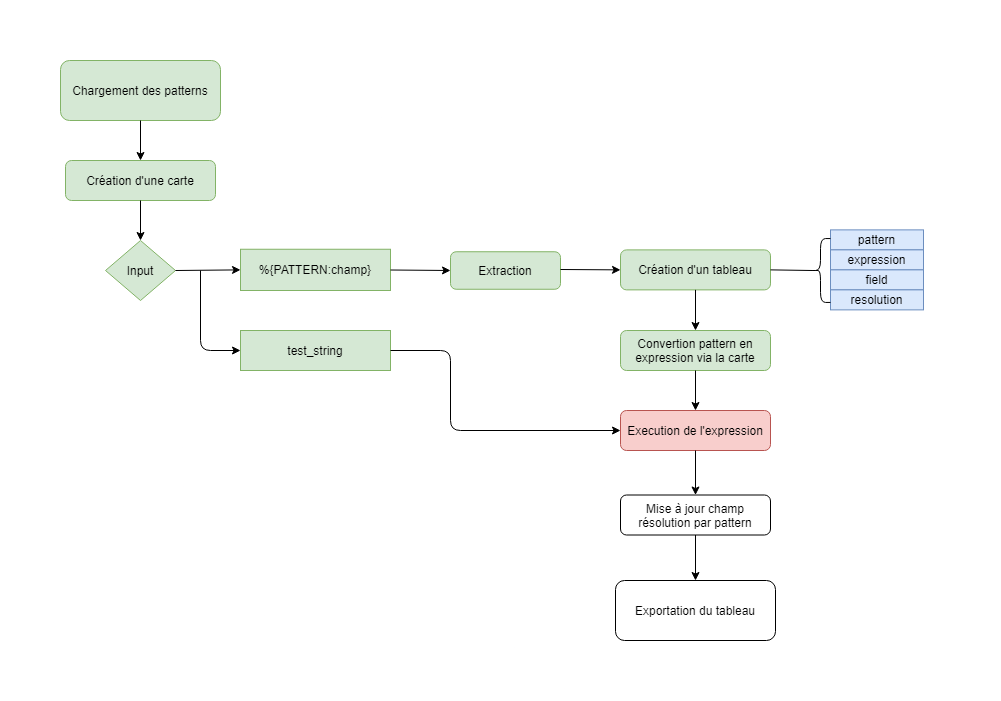 Chargement des patterns
Création d'une carte
Input
%{PATTERN:champ}
Extraction
Création d'un tableau
pattern
expression
field
resolution
test_string
Convertion pattern en
expression via la carte
Execution de l'expression
Mise à jour champ
résolution par pattern
Exportation du tableau